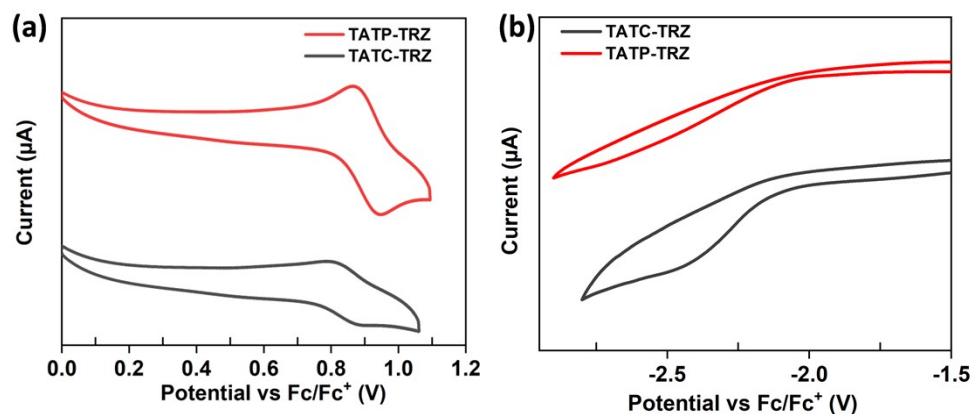 (a)
TATP-TRZ
TATC-TRZ
Current (μA)
0.0 0.2 0.4 0.6 0.8 1.0 1.2
Potential vs Fc/Fc+ (V)
(b)
TATC-TRZ
TATP-TRZ
Current (μA)
-2.5 -2.0 -1.5
Potential vs Fc/Fc+ (V)